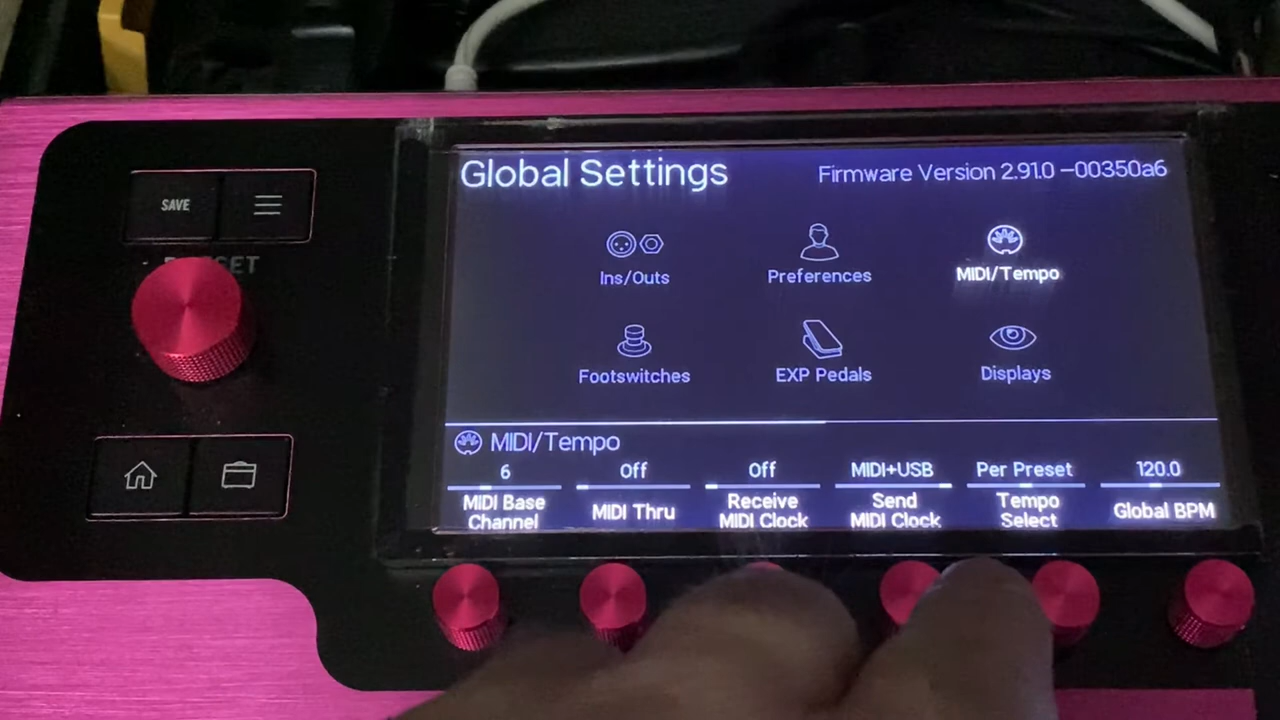 Global Settings
Firmware Version 2.91.0 -00350a6
SAVE
Ins/Outs
Preferences
MIDI/Tempo
Footswitches
EXP Pedals
Displays
MIDI/Tempo
6
Off
Off
MIDI+USB
Per Preset
120.0
MIDI Base
Channel
MIDI Thru
Receive
MIDI Clock
Send
MIDI Clock
Tempo
Select
Global BPM